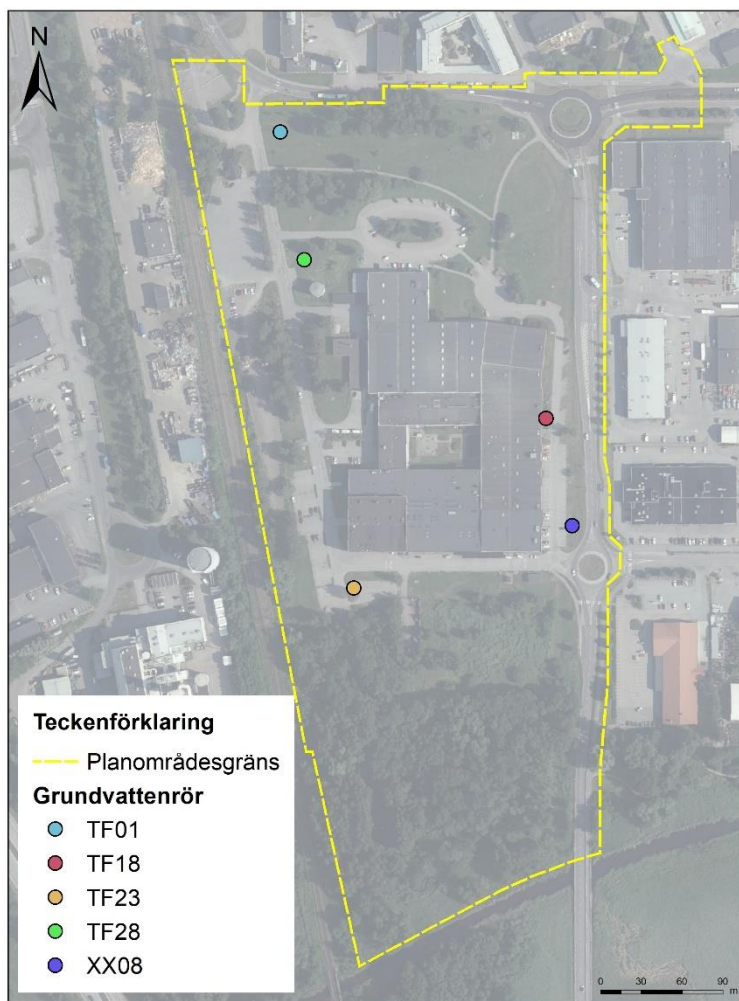 N
Teckenförklaring
Planområdesgräns
Grundvattenrör
TF01
TF18
TF23
TF28
XX08
0 30 60 90
m